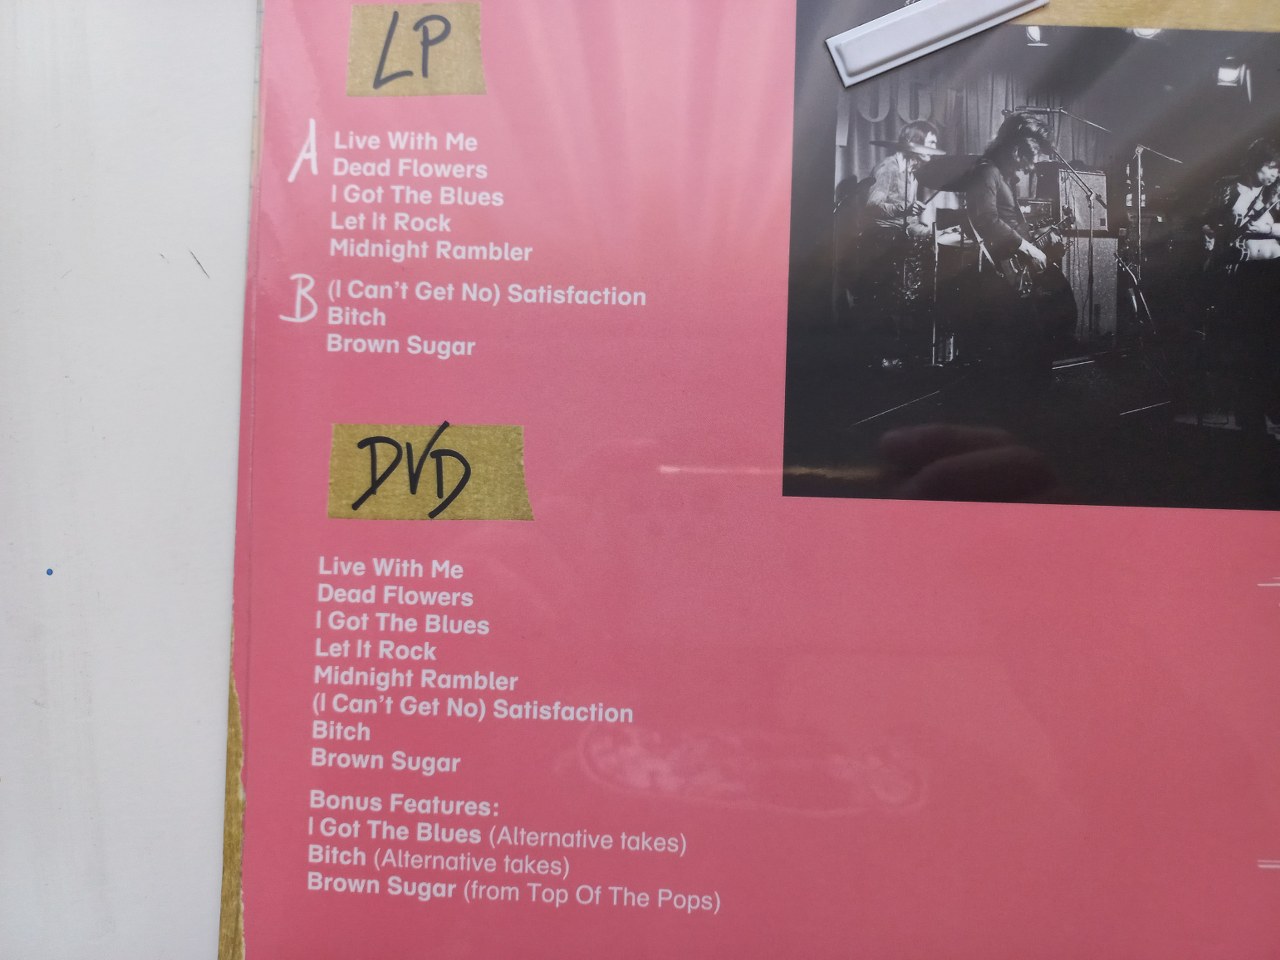 LP
A
Live With Me
Dead Flowers
I Got The Blues
Let It Rock
Midnight Rambler
B
(I Can't Get No) Satisfaction
Bitch
Brown Sugar
DVD
Live With Me
Dead Flowers
I Got The Blues
Let It Rock
Midnight Rambler
(I Can't Get No) Satisfaction
Bitch
Brown Sugar
Bonus Features:
I Got The Blues (Alternative takes)
Bitch (Alternative takes)
Brown Sugar (from Top Of The Pops)